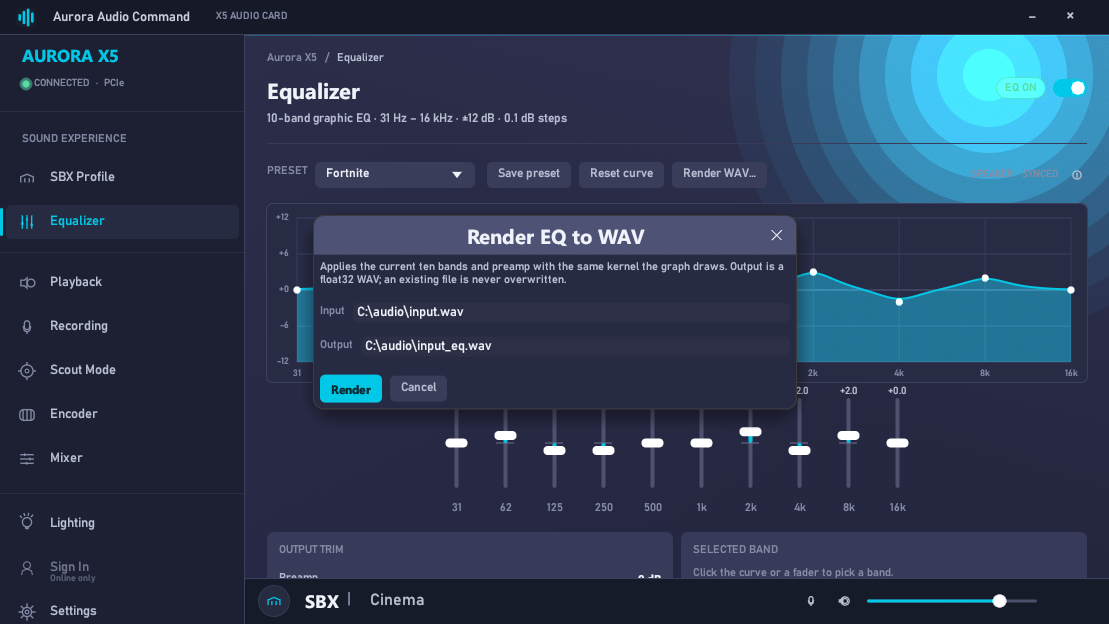 Aurora Audio Command
X5 AUDIO CARD
AURORA X5
CONNECTED · PCIe
SOUND EXPERIENCE
SBX Profile
Equalizer
Playback
Recording
Scout Mode
Encoder
Mixer
Lighting
Sign In
Online only
Settings
Aurora X5 / Equalizer
Equalizer
10-band graphic EQ · 31 Hz – 16 kHz · ±12 dB · 0.1 dB steps
EQ ON
PRESET
Fortnite
Save preset
Reset curve
Render WAV...
SYNCED
+12
+6
+0
-6
-12
31
2k
4k
8k
16k
Render EQ to WAV
Applies the current ten bands and preamp with the same kernel the graph draws. Output is a
float32 WAV; an existing file is never overwritten.
Input C:\audio\input.wav
Output C:\audio\input_eq.wav
Render
Cancel
2.0 +2.0 +0.0
31 62 125 250 500 1k 2k 4k 8k 16k
OUTPUT TRIM
Preamp
0 dB
SELECTED BAND
Click the curve or a fader to pick a band.
SBX | Cinema